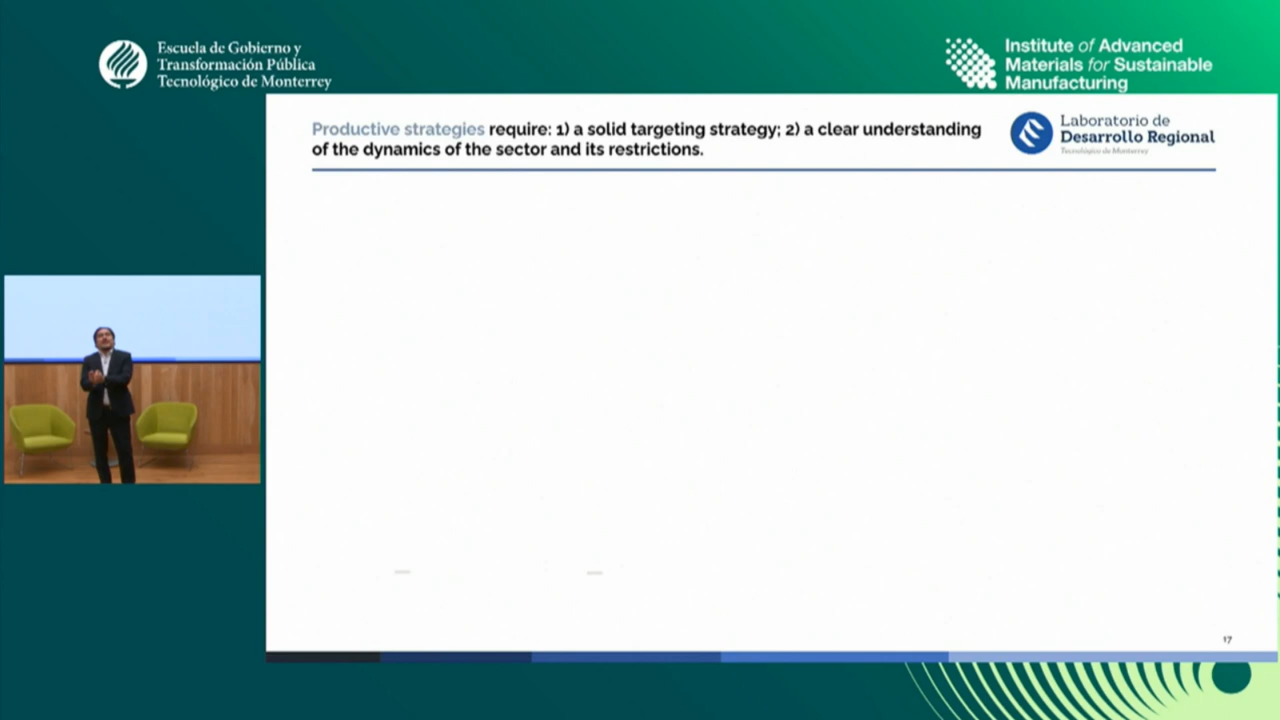 Escuela de Gobierno y
Transformación Pública
Tecnológico de Monterrey
Institute of Advanced
Materials for Sustainable
Manufacturing
Productive strategies require: 1) a solid targeting strategy; 2) a clear understanding
of the dynamics of the sector and its restrictions.
Laboratorio de
Desarrollo Regional
Tecnológico de Monterrey
17